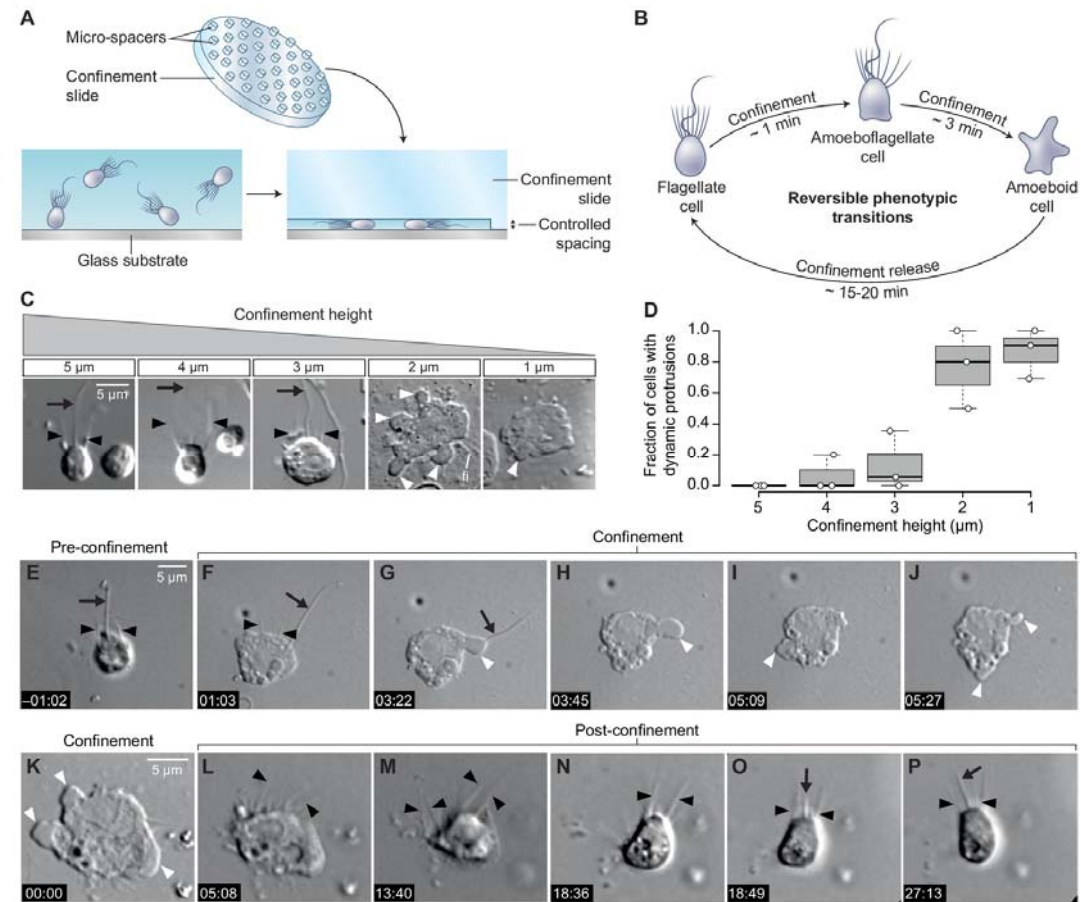 A
Micro-spacers
Confinement
slide
Confinement
slide
Controlled
spacing
Glass substrate
B
Confinement
~ 1 min
Confinement
~ 3 min
Amoeboflagellate
cell
Flagellate
cell
Amoeboid
cell
Reversible phenotypic
transitions
Confinement release
~ 15-20 min
C
Confinement height
5 µm 4 µm 3 µm 2 µm 1 µm
5 µm
fi
D
Fraction of cells with
dynamic protrusions
1.0
0.8
0.6
0.4
0.2
0.0
5 4 3 2 1
Confinement height (µm)
Pre-confinement
Confinement
E F G H I J
5 µm
–01:02 01:03 03:22 03:45 05:09 05:27
Confinement
Post-confinement
K L M N O P
5 µm
00:00 05:08 13:40 18:36 18:49 27:13